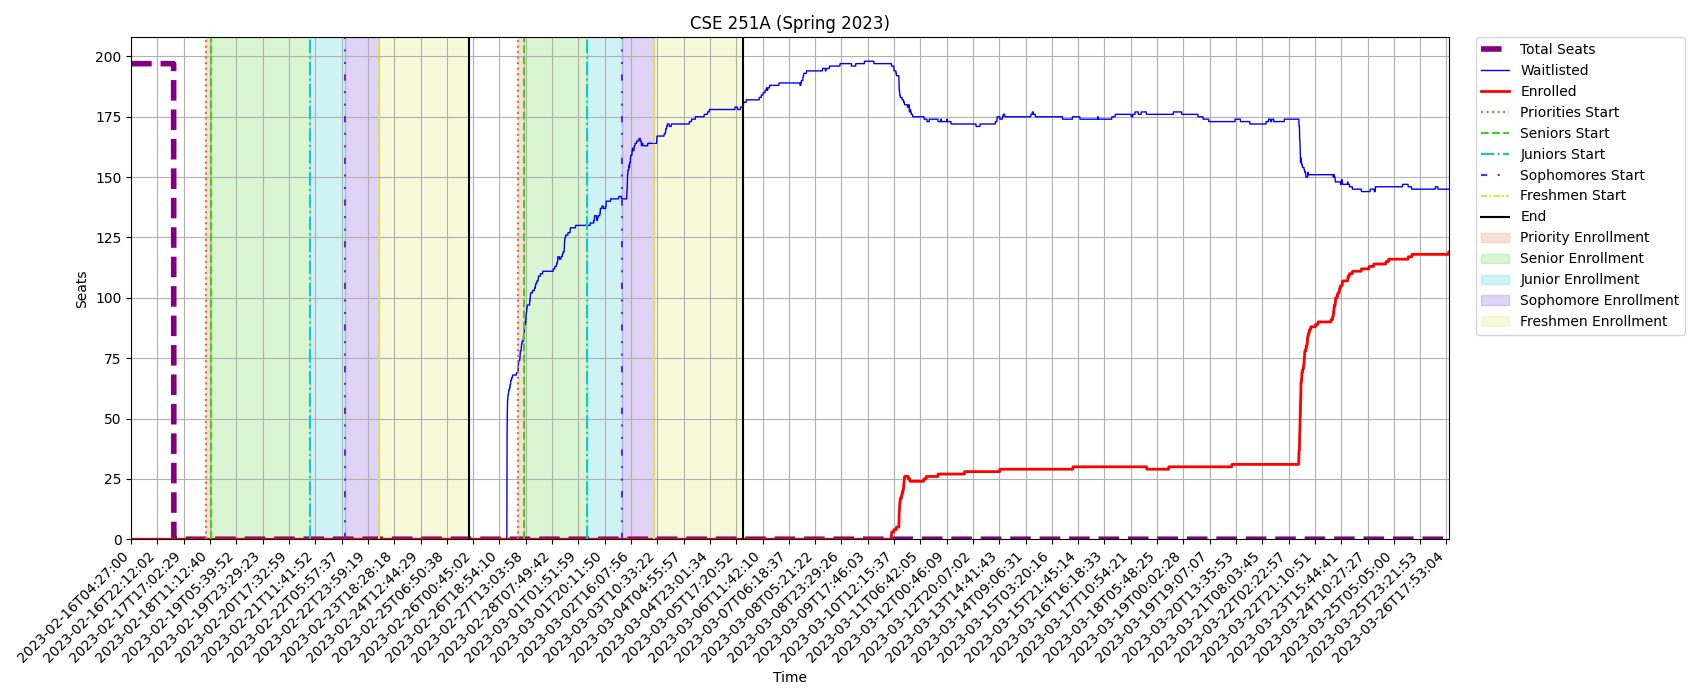 CSE 251A (Spring 2023)
Seats
200
175
150
125
100
75
50
25
0
2023-02-16T04:27:00
2023-02-16T22:12:02
2023-02-17T17:02:29
2023-02-18T11:12:40
2023-02-19T05:39:52
2023-02-19T23:29:23
2023-02-20T17:32:59
2023-02-21T11:41:52
2023-02-22T05:57:37
2023-02-22T23:59:19
2023-02-23T18:28:18
2023-02-24T12:44:29
2023-02-25T06:50:38
2023-02-26T00:45:02
2023-02-26T18:54:10
2023-02-27T13:03:58
2023-02-28T07:49:42
2023-03-01T01:51:59
2023-03-01T20:11:50
2023-03-02T16:07:56
2023-03-03T10:33:22
2023-03-04T04:55:57
2023-03-04T23:01:34
2023-03-05T17:20:52
2023-03-06T11:42:10
2023-03-07T06:18:37
2023-03-08T05:21:22
2023-03-08T23:29:26
2023-03-09T17:46:03
2023-03-10T12:15:37
2023-03-11T06:42:05
2023-03-12T00:46:09
2023-03-12T20:07:02
2023-03-13T14:41:43
2023-03-14T09:06:31
2023-03-15T03:20:16
2023-03-15T21:45:14
2023-03-16T16:18:33
2023-03-17T10:54:21
2023-03-18T05:48:25
2023-03-19T00:02:28
2023-03-19T19:07:07
2023-03-20T13:35:53
2023-03-21T08:03:45
2023-03-22T02:22:57
2023-03-22T21:10:51
2023-03-23T15:44:41
2023-03-24T10:27:27
2023-03-25T05:05:00
2023-03-25T23:21:53
2023-03-26T17:53:04
Time
Total Seats
Waitlisted
Enrolled
Priorities Start
Seniors Start
Juniors Start
Sophomores Start
Freshmen Start
End
Priority Enrollment
Senior Enrollment
Junior Enrollment
Sophomore Enrollment
Freshmen Enrollment